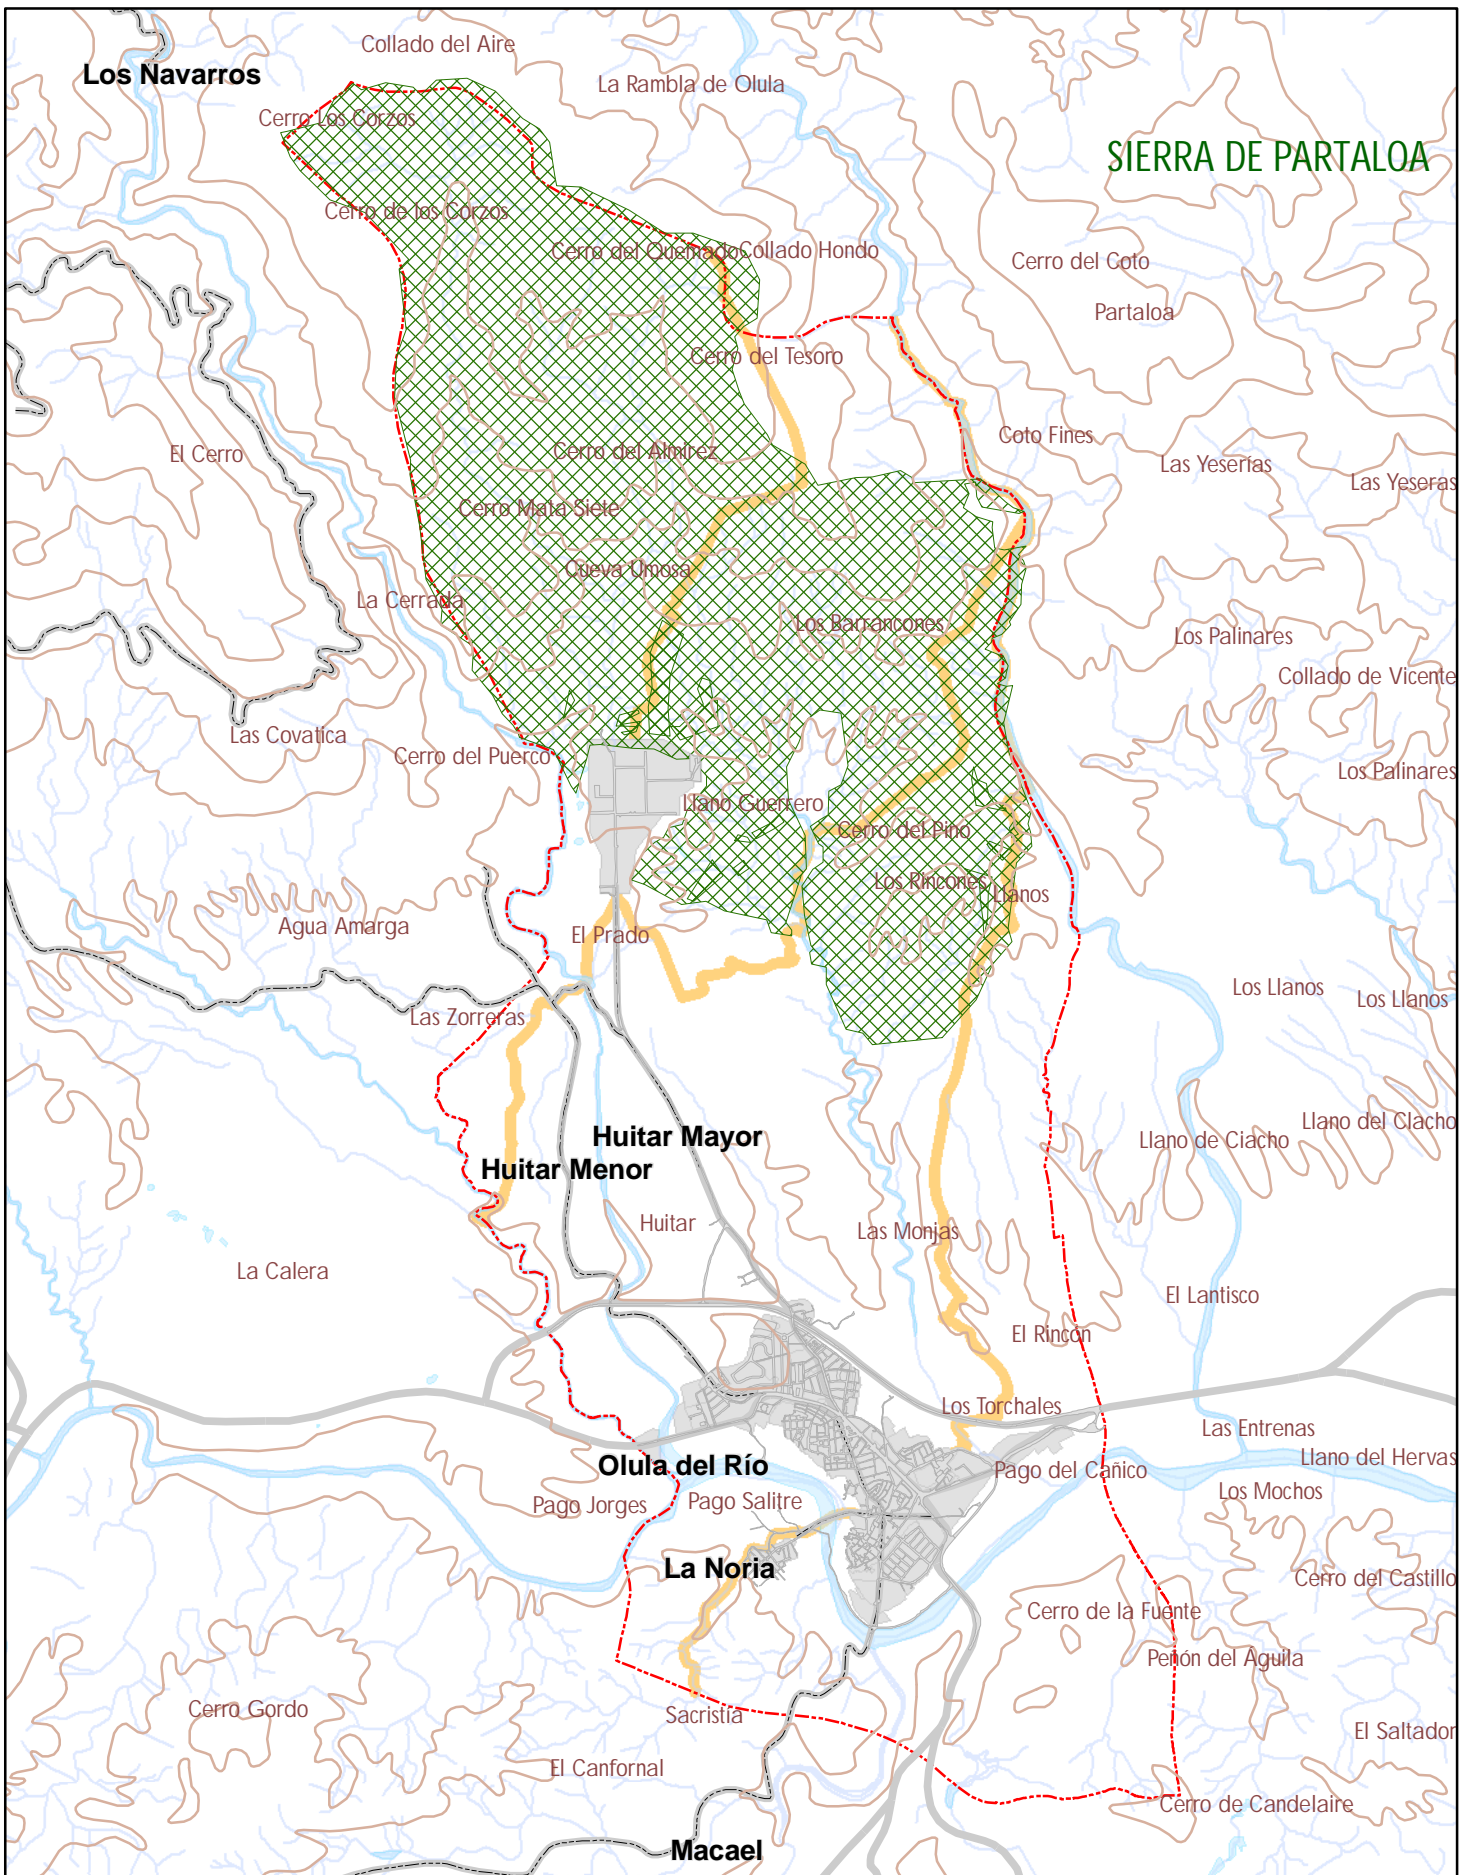 Collado del Aire
Los Navarros
La Rambla de Olula
Cerro Los Corzos
SIERRA DE PARTALOA
Cerro de los Corzos
Cerro del Quemado
Collado Hondo
Cerro del Coto
Partaloa
Cerro del Tesoro
Coto Fines
El Cerro
Cerro del Almirez
Las Yeserías
Las Yeseras
Cerro Mata Siete
Cueva Umosa
La Cerrada
Los Barrancones
Los Palinares
Collado de Vicente
Las Covatica
Cerro del Puerco
Los Palinares
Llano Guerrero
Cerro del Pino
Los Rincones
Llanos
Agua Amarga
El Prado
Los Llanos
Los Llanos
Las Zorreras
Llano del Clacho
Huitar Mayor
Llano de Ciacho
Huitar Menor
Huitar
Las Monjas
La Calera
El Lantisco
El Rincón
Los Torchales
Las Entrenas
Llano del Hervas
Olula del Río
Pago del Cañico
Los Mochos
Pago Jorges
Pago Salitre
La Noria
Cerro del Castillo
Cerro de la Fuente
Peñón del Águila
Cerro Gordo
Sacristía
El Saltador
El Canfornal
Cerro de Candelaire
Macael